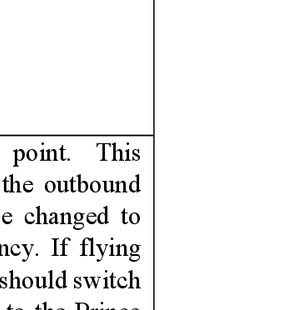 point. This
the outbound
e changed to
ncy. If flying
should switch
to the Prince